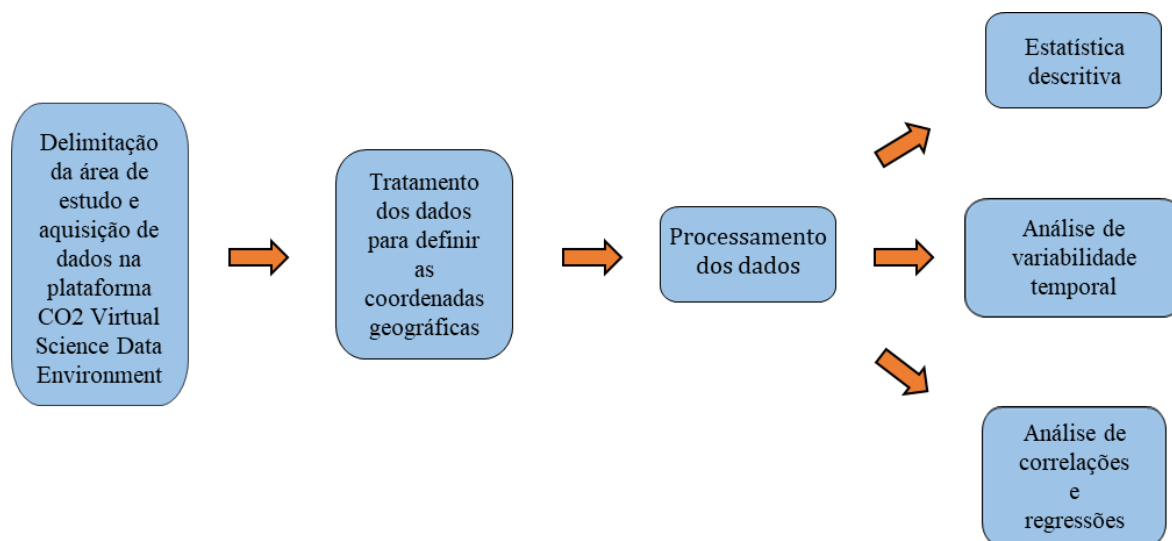 Delimitação
da área de
estudo e
aquisição de
dados na
plataforma
CO2 Virtual
Science Data
Environment
Tratamento
dos dados
para definir
as
coordenadas
geográficas
Processamento
dos dados
Estatística
descritiva
Análise de
variabilidade
temporal
Análise de
correlações
e
regressões